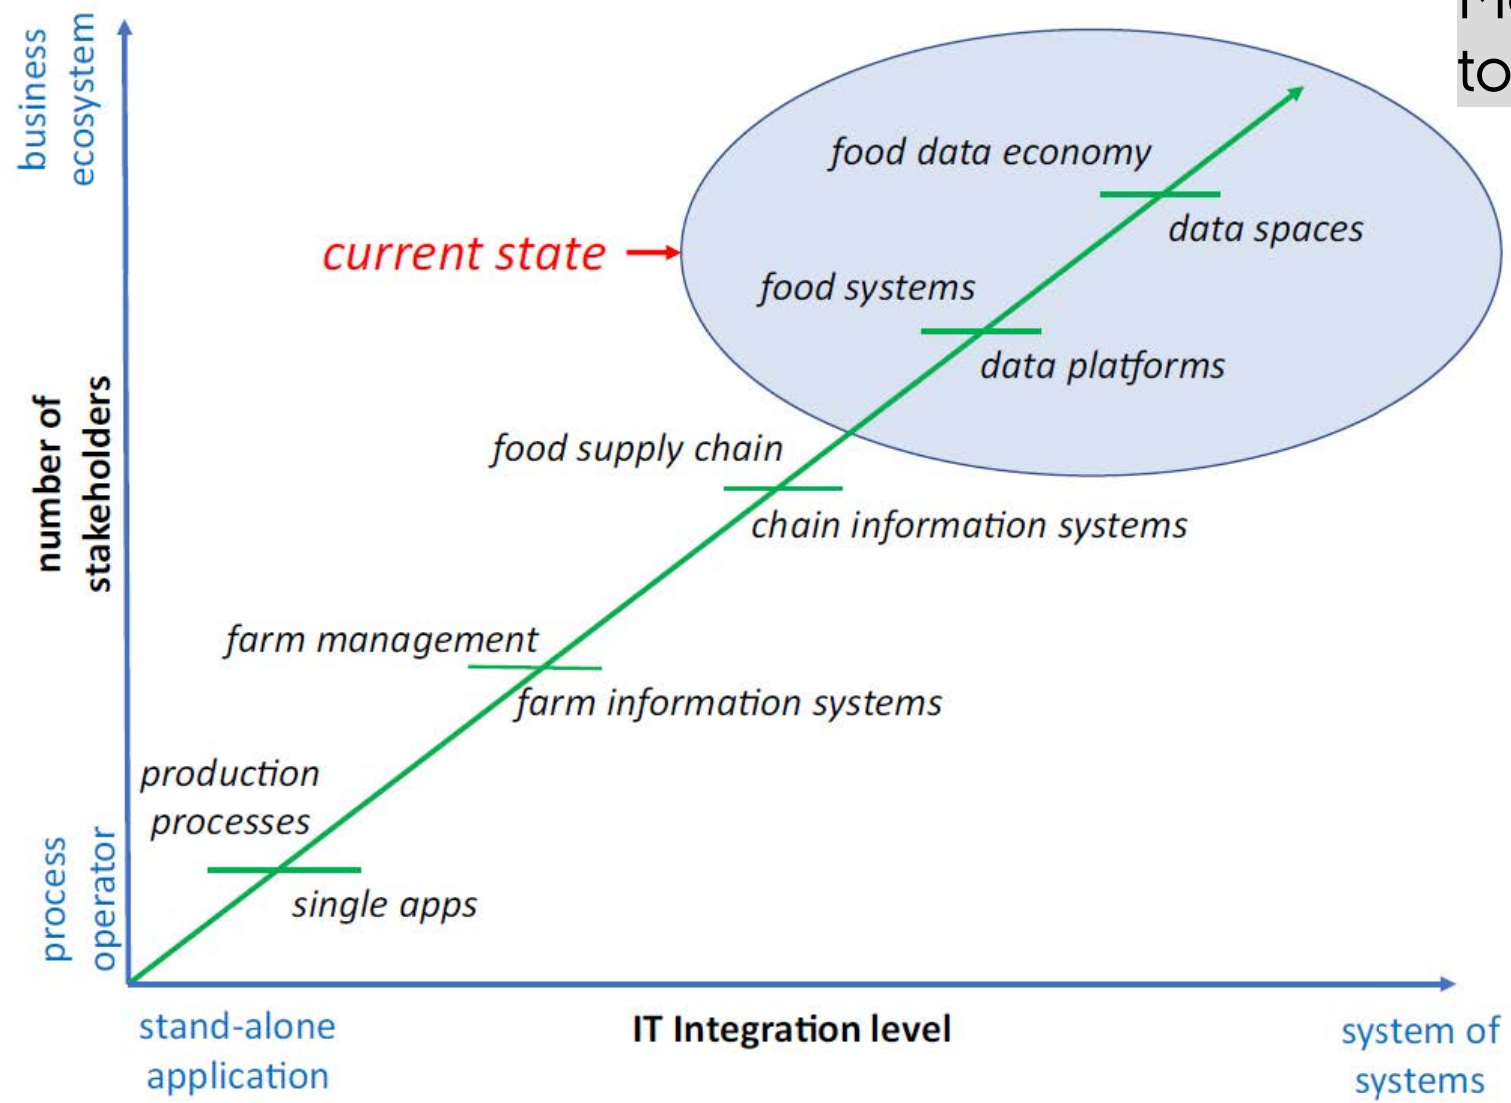 business
ecosystem
to
food data economy
data spaces
current state
food systems
data platforms
number of
stakeholders
food supply chain
chain information systems
farm management
farm information systems
production
processes
single apps
process
operator
stand-alone
application
IT Integration level
system of
systems